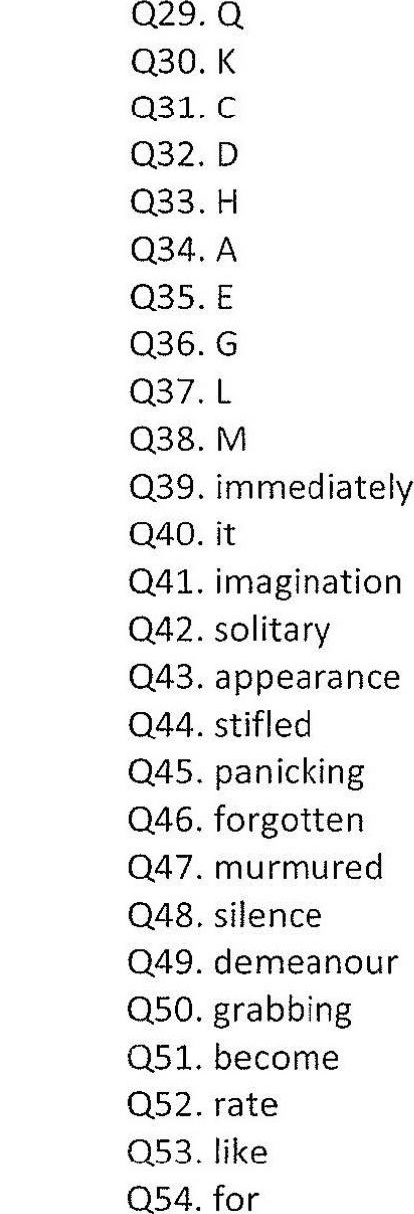 Q29. Q
Q30. K
Q31. C
Q32. D
Q33. H
Q34. A
Q35. E
Q36. G
Q37. L
Q38. M
Q39. immediately
Q40. it
Q41. imagination
Q42. solitary
Q43. appearance
Q44. stifled
Q45. panicking
Q46. forgotten
Q47. murmured
Q48. silence
Q49. demeanour
Q50. grabbing
Q51. become
Q52. rate
Q53. like
Q54. for